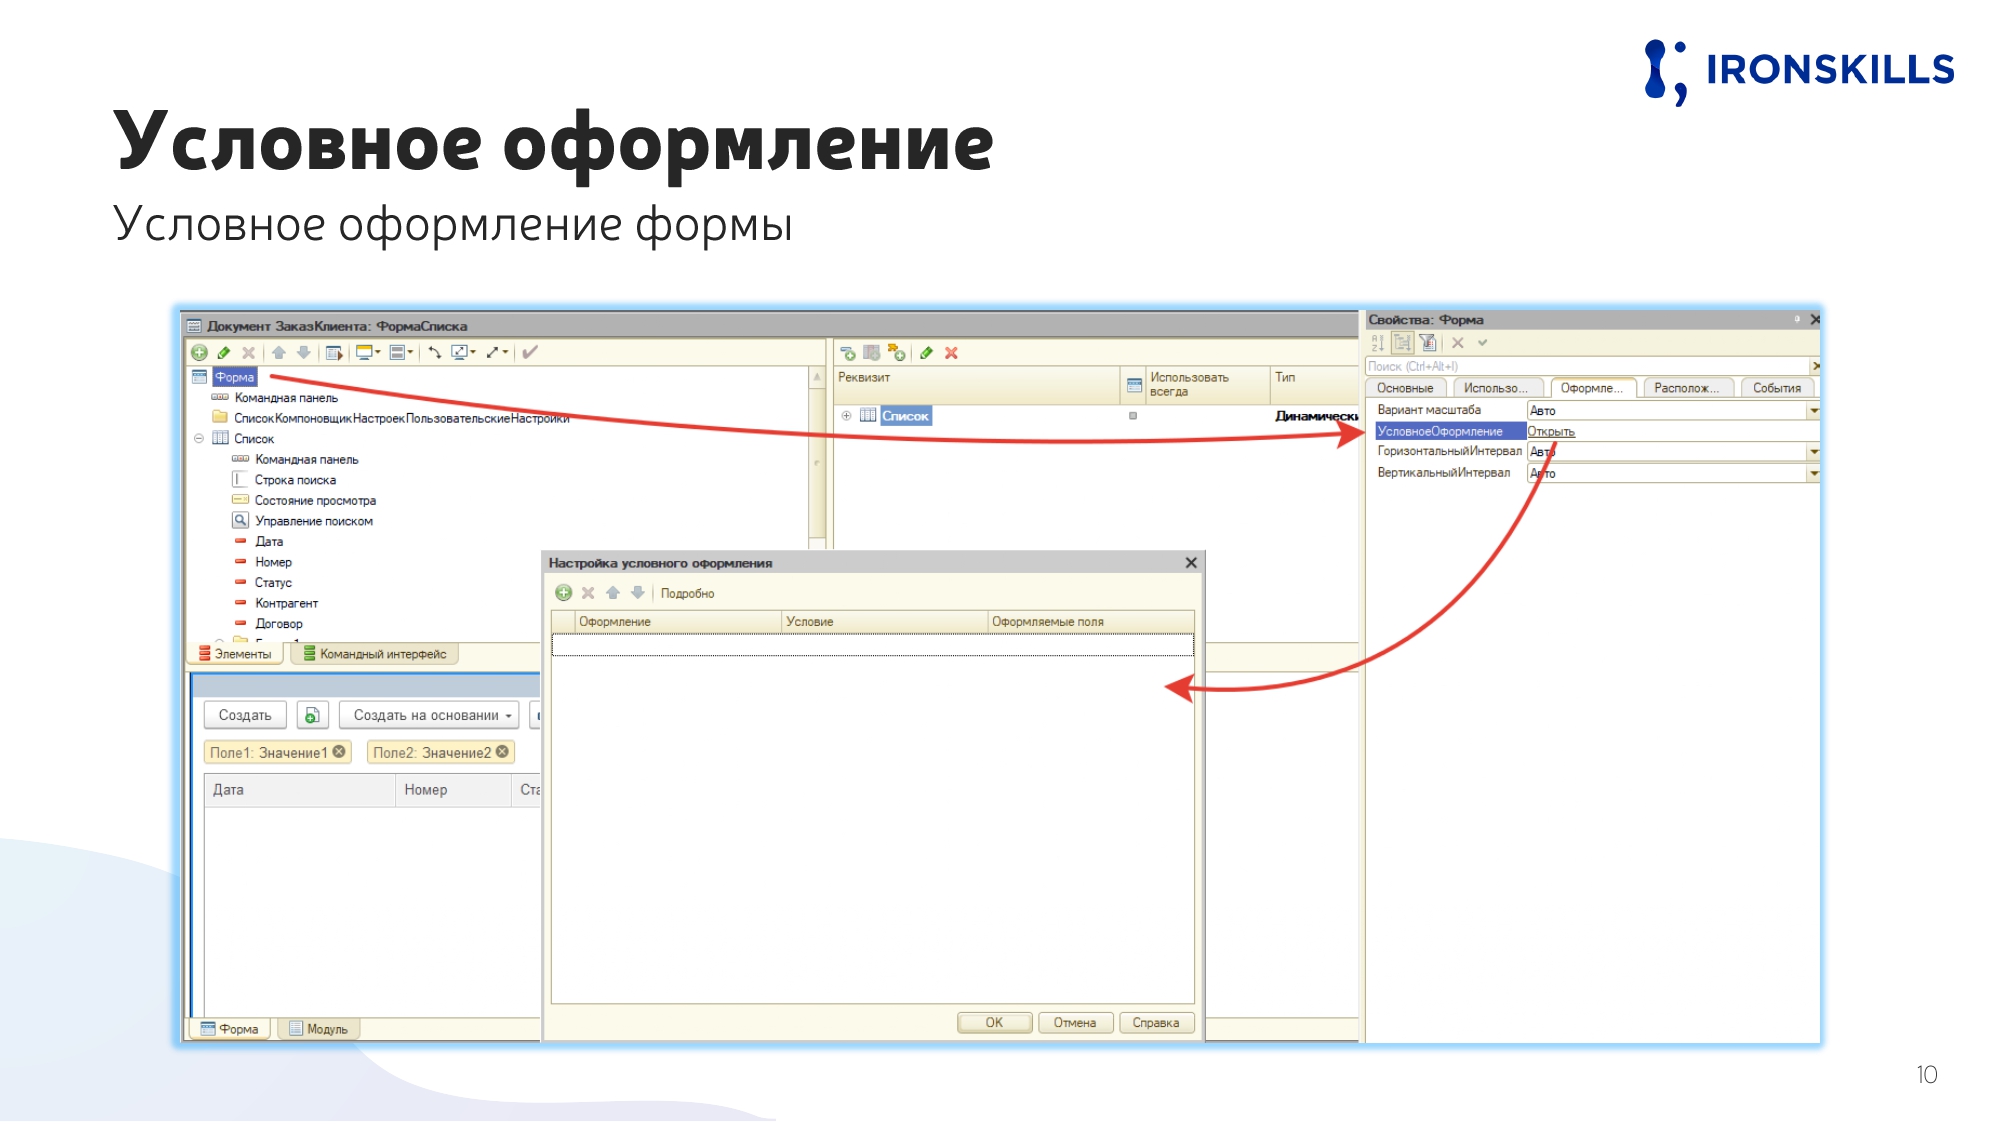 IRONSKILLS
Условное оформление
Условное оформление формы
Документ ЗаказКлиента: ФормаСписка
Форма
Командная панель
СписокКомпоновщикНастроекПользовательскиеНастройки
Список
Командная панель
Строка поиска
Состояние просмотра
Управление поиском
Дата
Номер
Статус
Контрагент
Договор
Элементы
Командный интерфейс
Реквизит
Использовать
всегда
Тип
Список
Динамически
Свойства: Форма
Поиск (Ctrl+Alt+I)
Основные
Использо...
Оформле...
Располож...
События
Вариант масштаба
Авто
УсловноеОформление
Открыть
ГоризонтальныйИнтервал
Авто
ВертикальныйИнтервал
Авто
Настройка условного оформления
Подробно
Оформление
Условие
Оформляемые поля
OK
Отмена
Справка
Создать
Создать на основании
Поле1: Значение1
Поле2: Значение2
Дата
Номер
Ста
Форма
Модуль
10